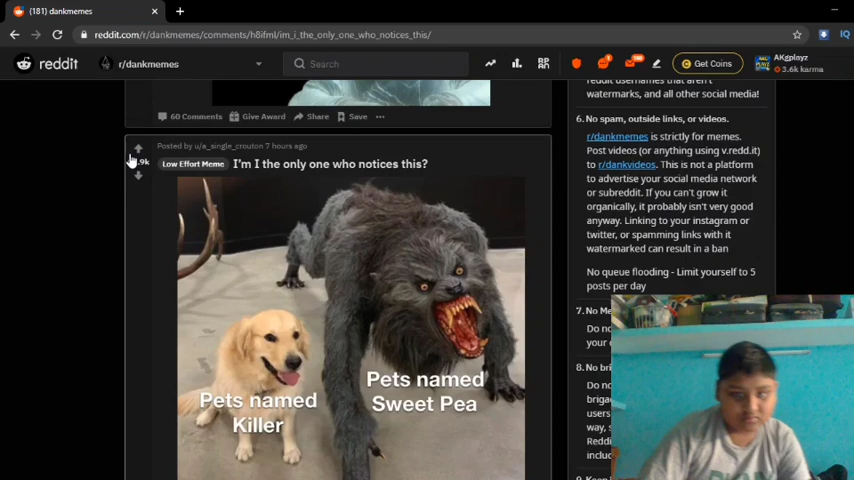 (181) dankmemes
reddit.com/r/dankmemes/comments/h8ifml/im_i_the_only_one_who_notices_this/
IQ
reddit
r/dankmemes
Search
Get Coins
AKgplayz
3.6k karma
60 Comments
Give Award
Share
Save
Posted by u/a_single_crouton 7 hours ago
.9k
Low Effort Meme
I'm I the only one who notices this?
Pets named
Killer
Pets named
Sweet Pea
reddit usernames that aren't
watermarks, and all other social media!
6. No spam, outside links, or videos.
r/dankmemes is strictly for memes.
Post videos (or anything using v.redd.it)
to r/dankvideos. This is not a platform
to advertise your social media network
or subreddit. If you can't grow it
organically, it probably isn't very good
anyway. Linking to your instagram or
twitter, or spamming links with it
watermarked can result in a ban
No queue flooding - Limit yourself to 5
posts per day
7. No Me
Do no
your c
8. No bri
Do no
brigad
users
way, s
Reddi
includ